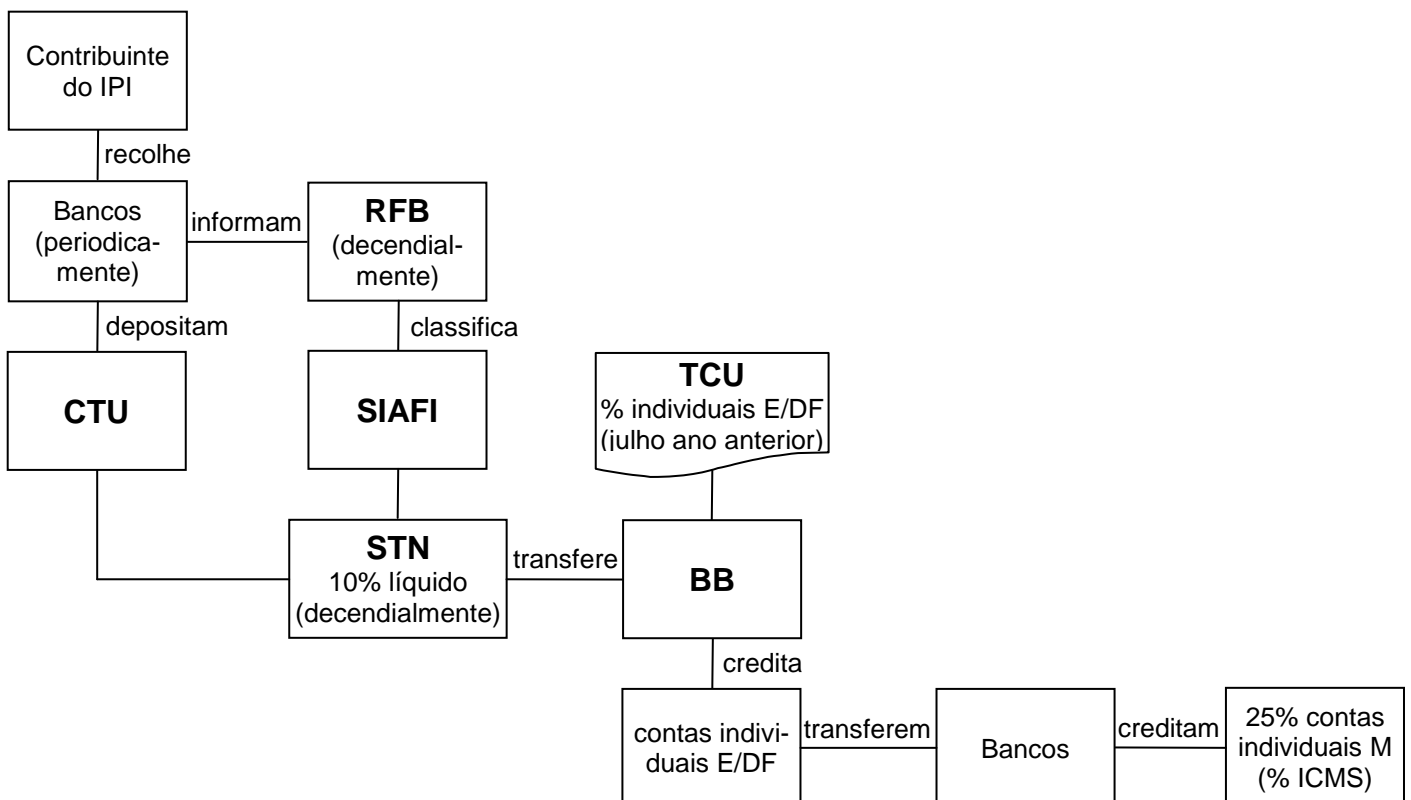 Contribuinte
do IPI
recolhe
Bancos
(periodica-
mente)
informam
RFB
(decendial-
mente)
depositam
classifica
CTU
SIAFI
TCU
% individuais E/DF
(julho ano anterior)
STN
10% líquido
(decendialmente)
transfere
BB
credita
contas indivi-
duais E/DF
transferem
Bancos
creditam
25% contas
individuais M
(% ICMS)